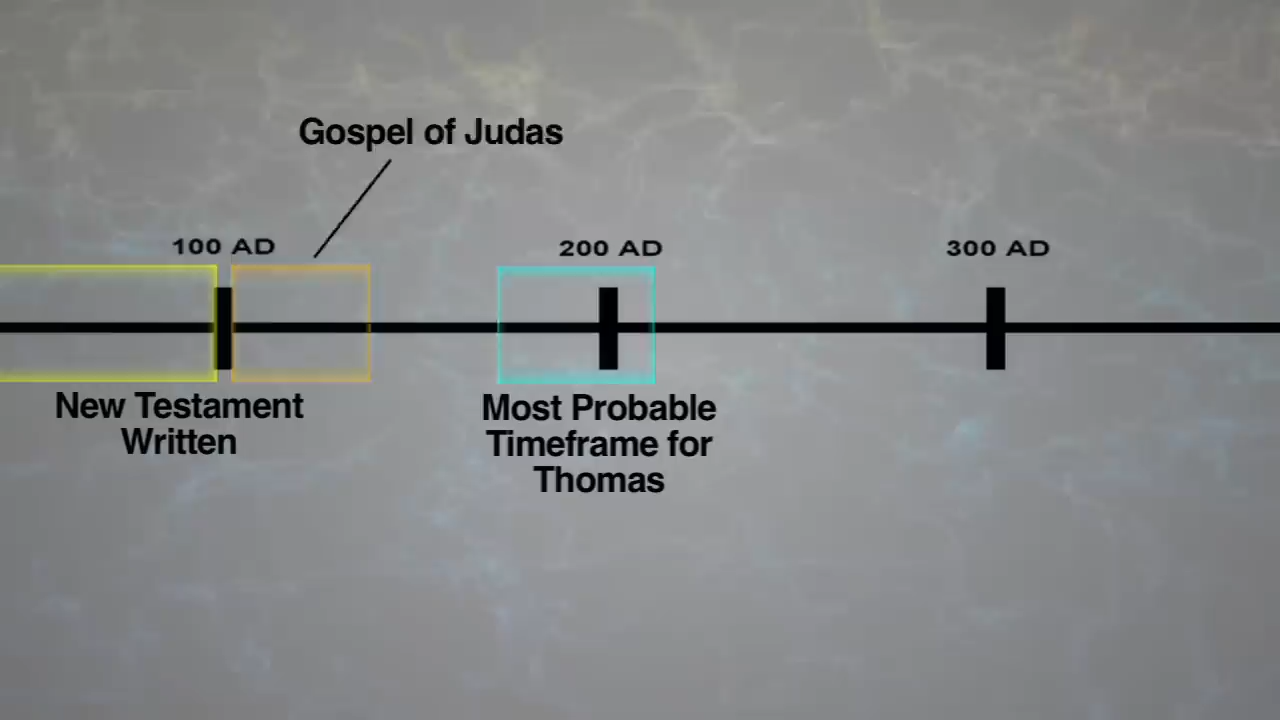 Gospel of Judas
100 AD
200 AD
300 AD
New Testament
Written
Most Probable
Timeframe for
Thomas